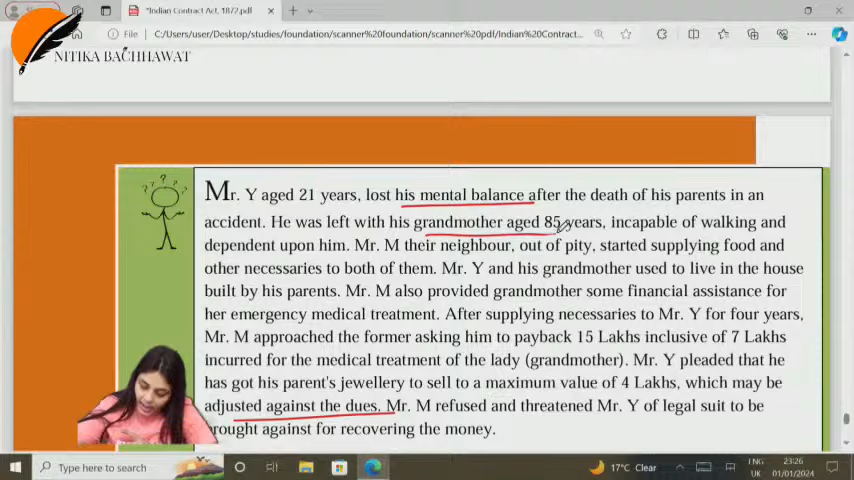 *Indian Contract Act, 1872.pdf
File
C:/Users/user/Desktop/studies/foundation/scanner%20foundation/scanner%20pdf/Indian%20Contract...
NITIKA BACHHAWAT
Mr. Y aged 21 years, lost his mental balance after the death of his parents in an
accident. He was left with his grandmother aged 85 years, incapable of walking and
dependent upon him. Mr. M their neighbour, out of pity, started supplying food and
other necessaries to both of them. Mr. Y and his grandmother used to live in the house
built by his parents. Mr. M also provided grandmother some financial assistance for
her emergency medical treatment. After supplying necessaries to Mr. Y for four years,
Mr. M approached the former asking him to payback 15 Lakhs inclusive of 7 Lakhs
incurred for the medical treatment of the lady (grandmother). Mr. Y pleaded that he
has got his parent's jewellery to sell to a maximum value of 4 Lakhs, which may be
adjusted against the dues. Mr. M refused and threatened Mr. Y of legal suit to be
brought against for recovering the money.
Type here to search
17°C Clear
ENG
UK
23:26
01/01/2024